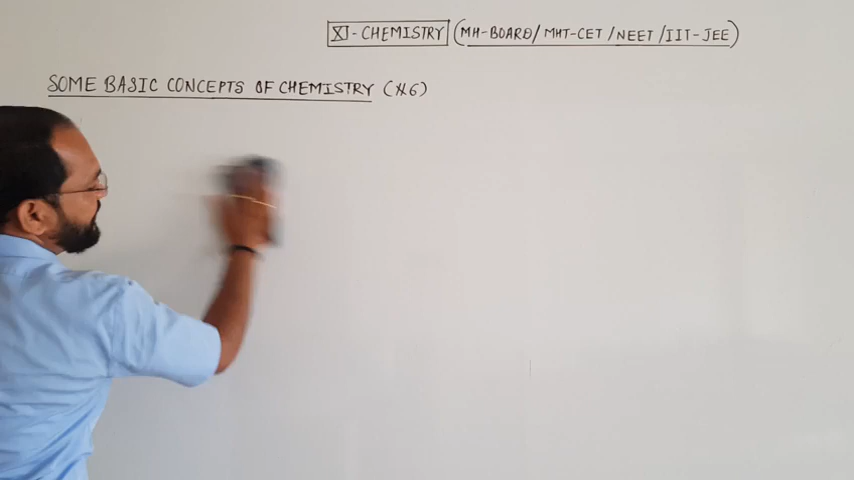 XI - CHEMISTRY (MH-BOARD/ MHT-CET /NEET /IIT-JEE)
SOME BASIC CONCEPTS OF CHEMISTRY (#6)